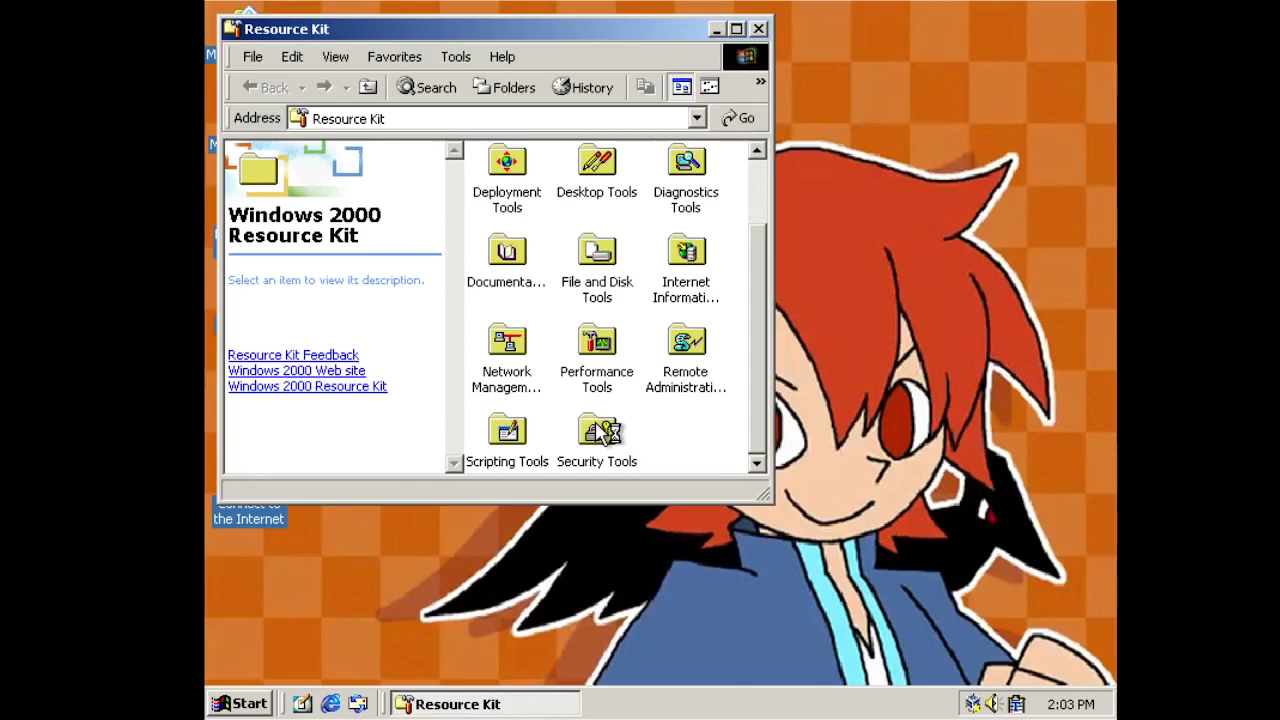 Resource Kit
File Edit View Favorites Tools Help
Back Search Folders History »
Address Resource Kit Go
Windows 2000
Resource Kit
Select an item to view its description.
Resource Kit Feedback
Windows 2000 Web site
Windows 2000 Resource Kit
Deployment
Tools
Desktop Tools
Diagnostics
Tools
Documenta...
File and Disk
Tools
Internet
Informati...
Network
Managem...
Performance
Tools
Remote
Administrati...
Scripting Tools
Security Tools
the Internet
Start Resource Kit 2:03 PM